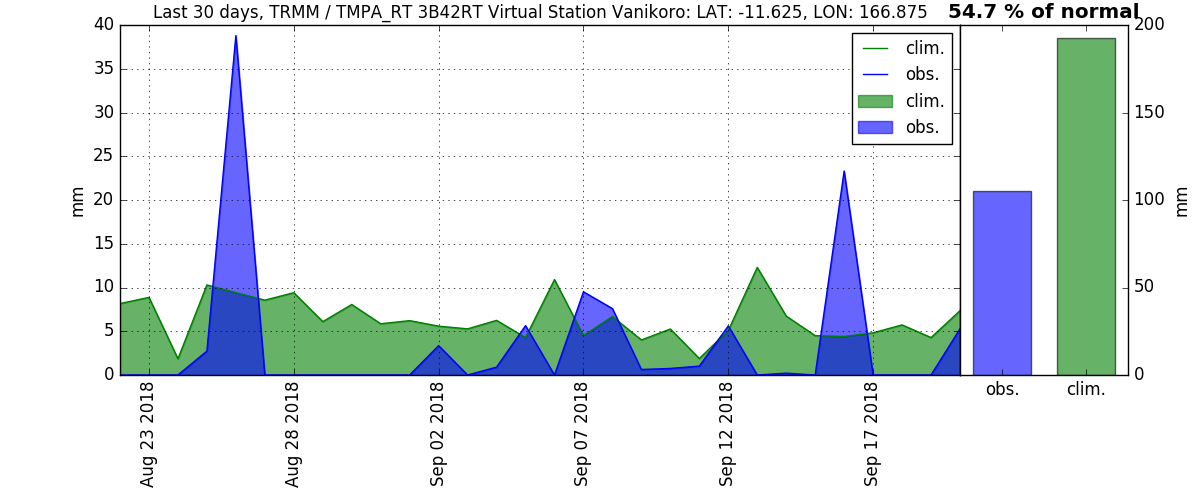 Last 30 days, TRMM / TMPA_RT 3B42RT Virtual Station Vanikoro: LAT: -11.625, LON: 166.875
54.7 % of normal
40
35
30
25
20
15
10
5
0
mm
clim.
obs.
clim.
obs.
200
150
100
50
0
mm
Aug 23 2018
Aug 28 2018
Sep 02 2018
Sep 07 2018
Sep 12 2018
Sep 17 2018
obs.
clim.